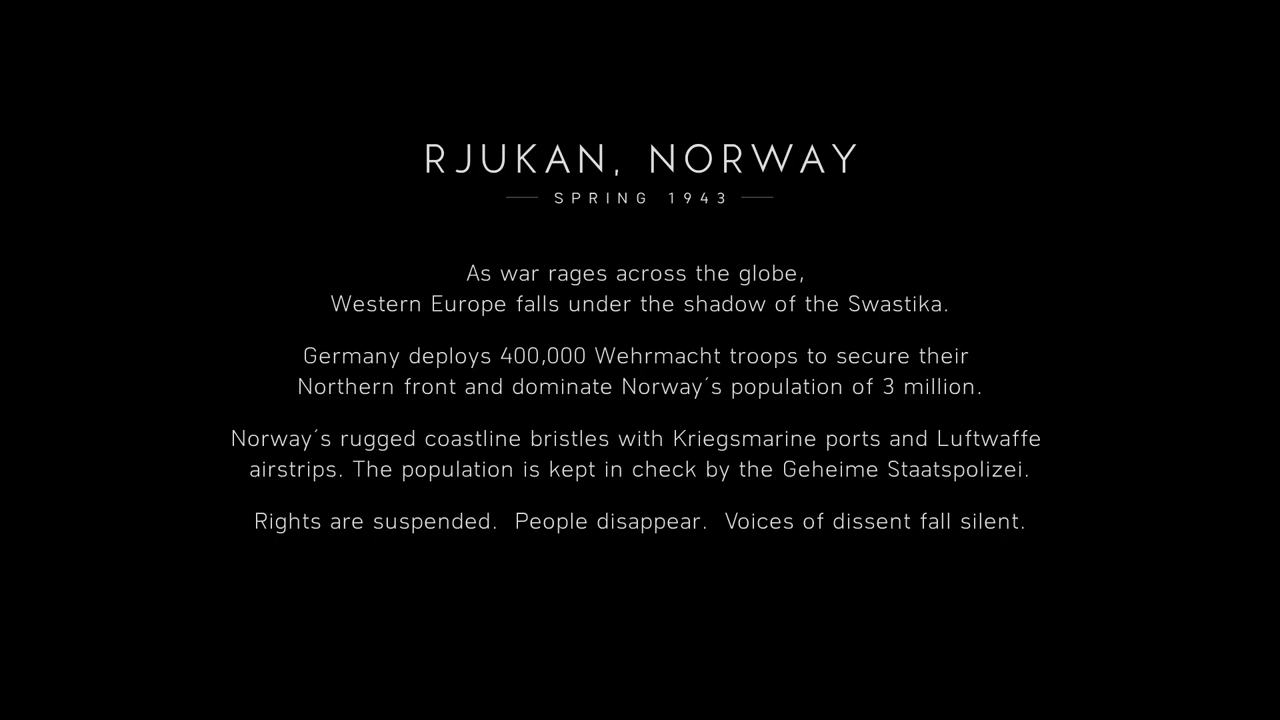 RJUKAN, NORWAY
SPRING 1943
As war rages across the globe,
Western Europe falls under the shadow of the Swastika.
Germany deploys 400,000 Wehrmacht troops to secure their
Northern front and dominate Norway´s population of 3 million.
Norway´s rugged coastline bristles with Kriegsmarine ports and Luftwaffe
airstrips. The population is kept in check by the Geheime Staatspolizei.
Rights are suspended.  People disappear.  Voices of dissent fall silent.